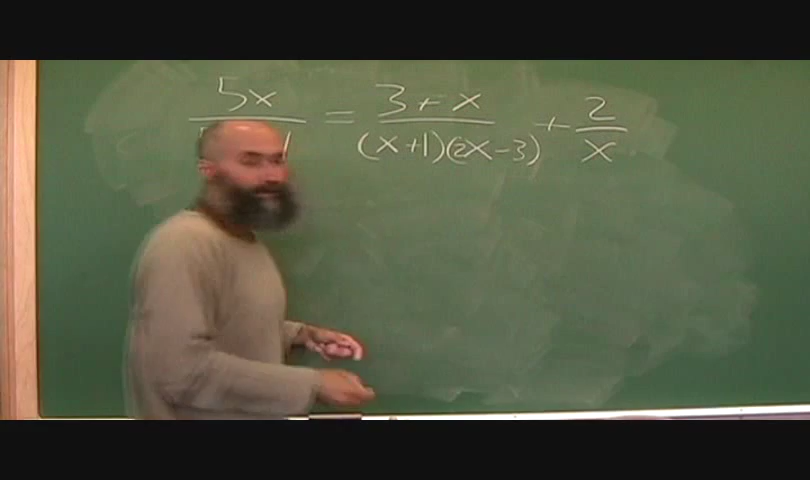 5x/ = 3+x/(x+1)(2x-3) + 2/x